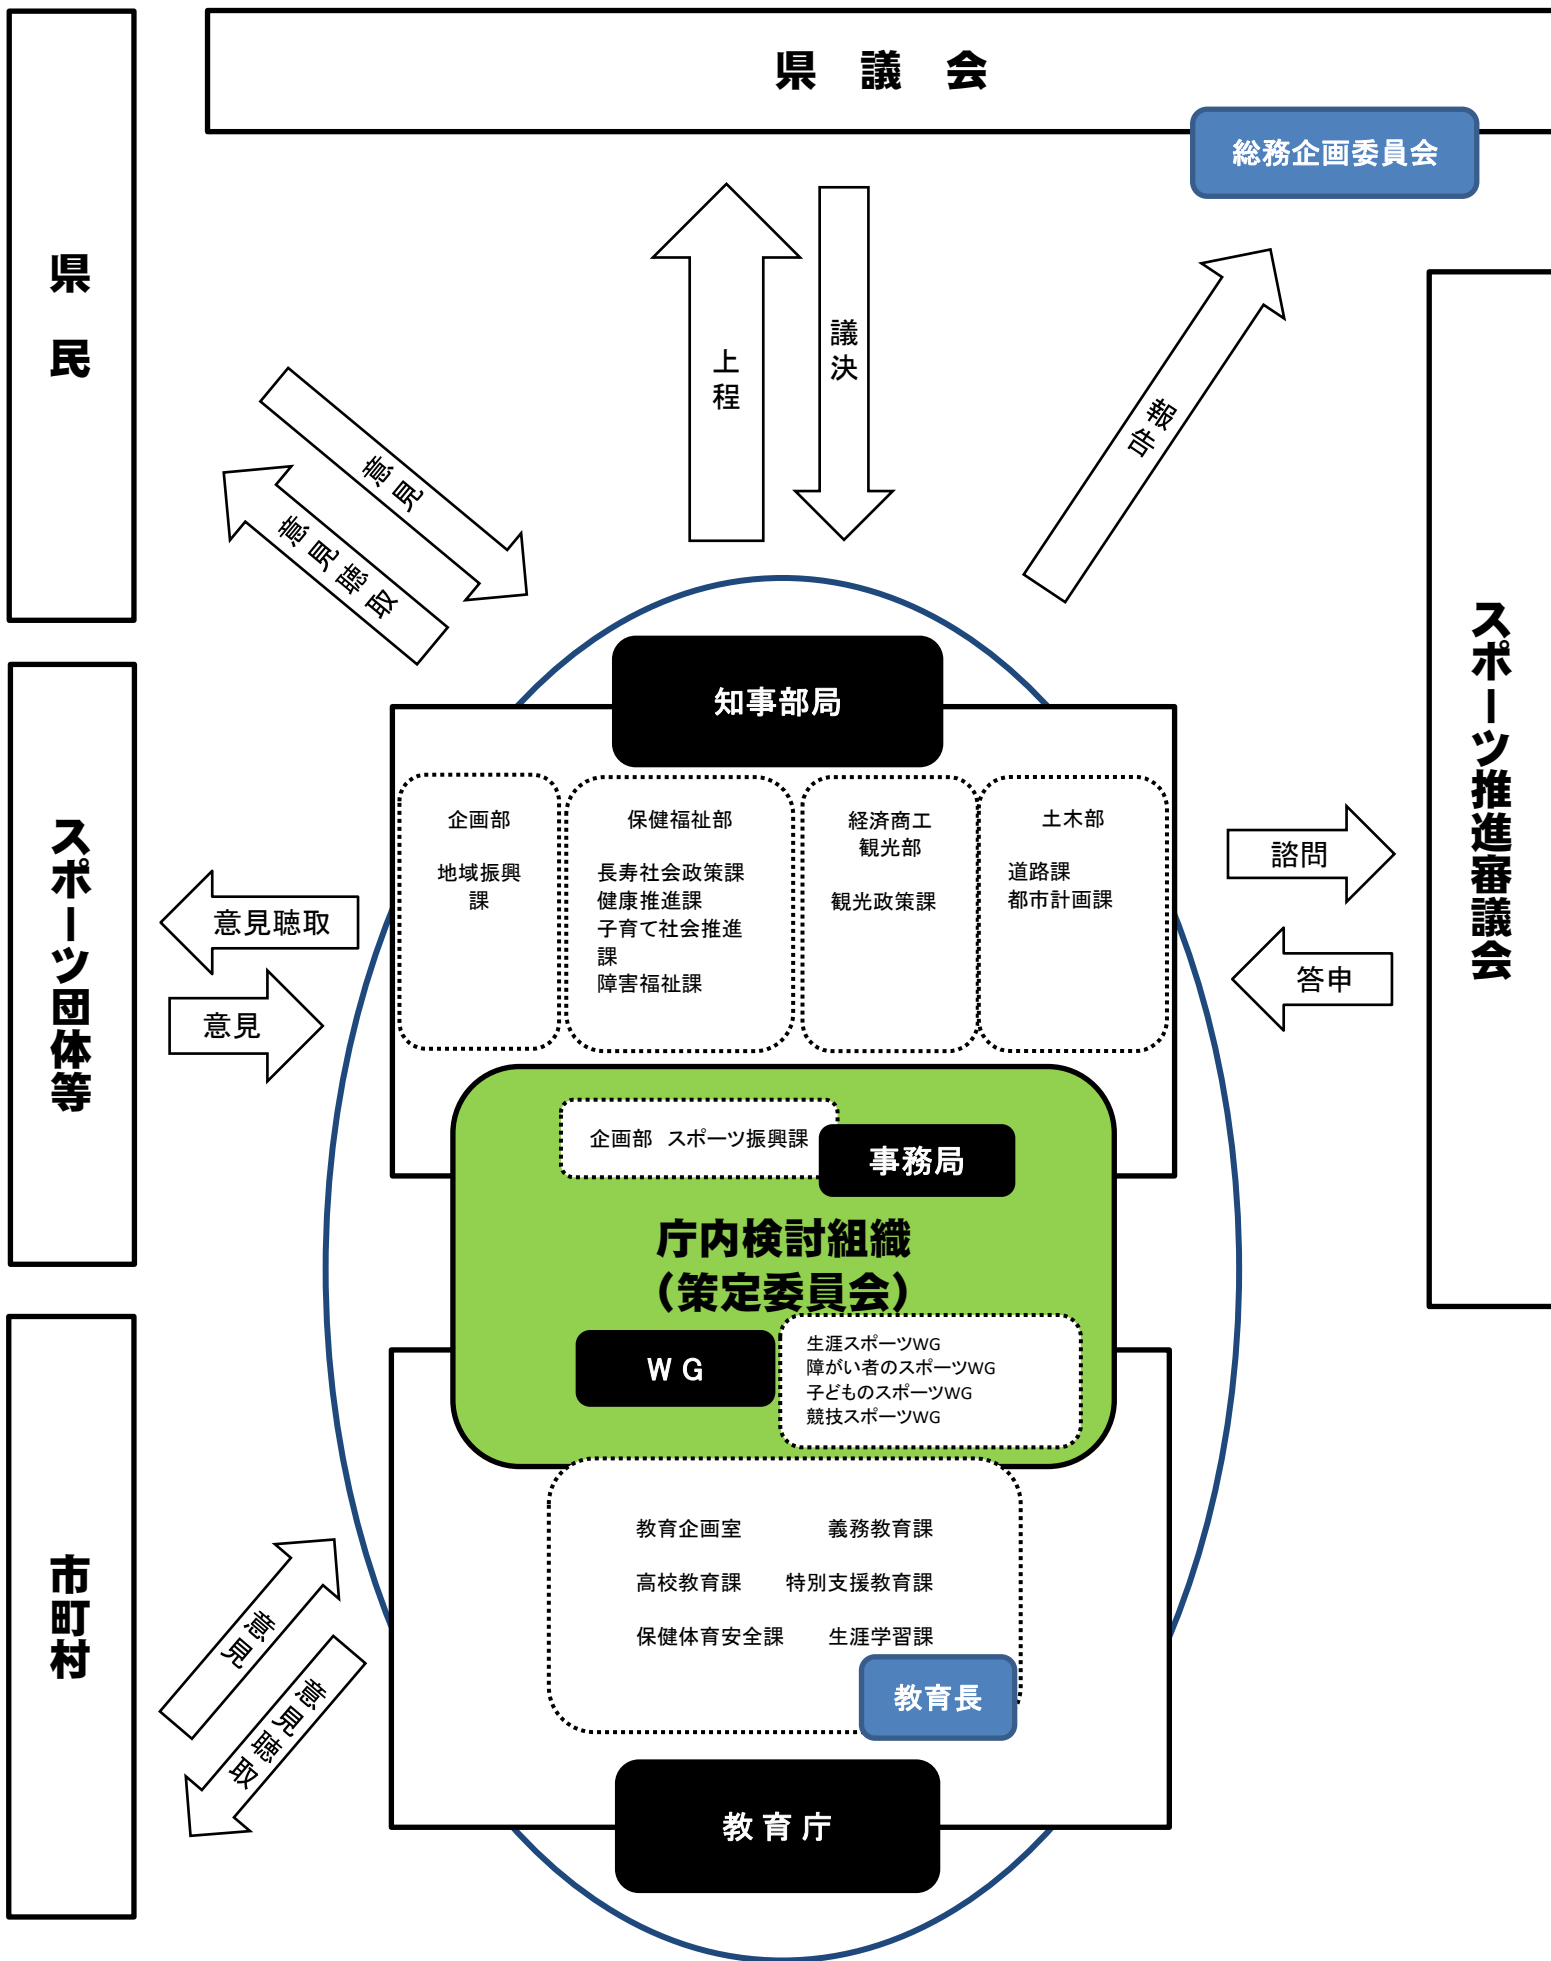 県　議　会
総務企画委員会
県
民
上
程
議
決
報
告
意
見
意
見
聴
取
スポーツ推進審議会
知事部局
企画部
地域振興
課
保健福祉部
長寿社会政策課
健康推進課
子育て社会推進
課
障害福祉課
経済商工
観光部
観光政策課
土木部
道路課
都市計画課
スポーツ団体等
意見聴取
意見
諮問
答申
企画部　スポーツ振興課
事務局
庁内検討組織
（策定委員会）
ＷＧ
生涯スポーツWG
障がい者のスポーツWG
子どものスポーツWG
競技スポーツWG
教育企画室　　　　義務教育課
高校教育課　　特別支援教育課
保健体育安全課　　生涯学習課
教育長
教育庁
市町村
意
見
意
見
聴
取